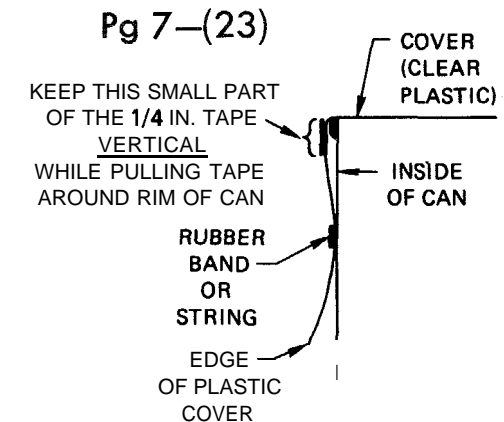 Pg 7—(23)
COVER
(CLEAR
PLASTIC)
KEEP THIS SMALL PART
OF THE 1/4 IN. TAPE
VERTICAL
WHILE PULLING TAPE
AROUND RIM OF CAN
INSIDE
OF CAN
RUBBER
BAND
OR
STRING
EDGE
OF PLASTIC
COVER